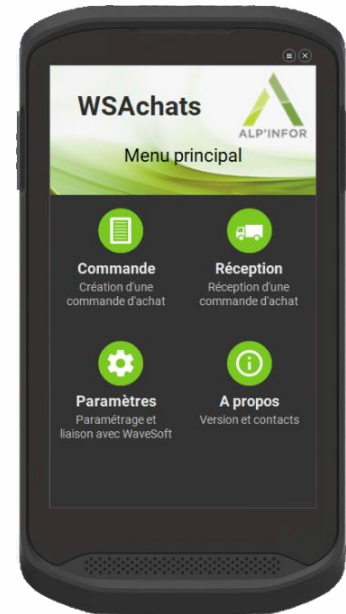 WSAchats
ALP'INFOR
Menu principal
Commande
Création d'une
commande d'achat
Réception
Réception d'une
commande d'achat
Paramètres
Paramétrage et
liaison avec WaveSoft
A propos
Version et contacts